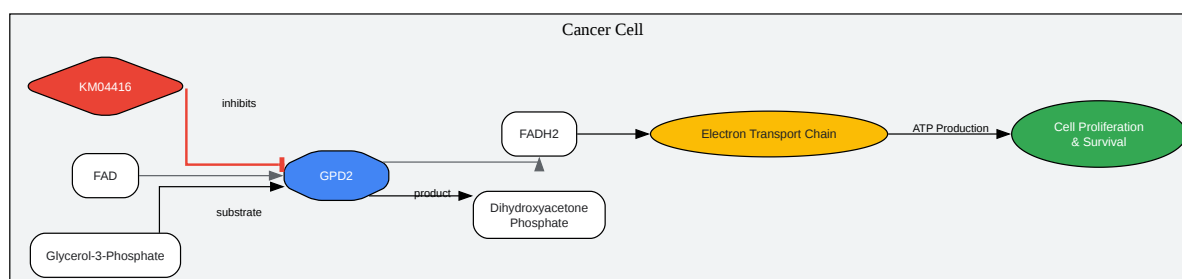 Cancer Cell
KM04416
inhibits
FADH2
Electron Transport Chain
ATP Production
Cell Proliferation
& Survival
FAD
GPD2
product
Dihydroxyacetone
Phosphate
substrate
Glycerol-3-Phosphate